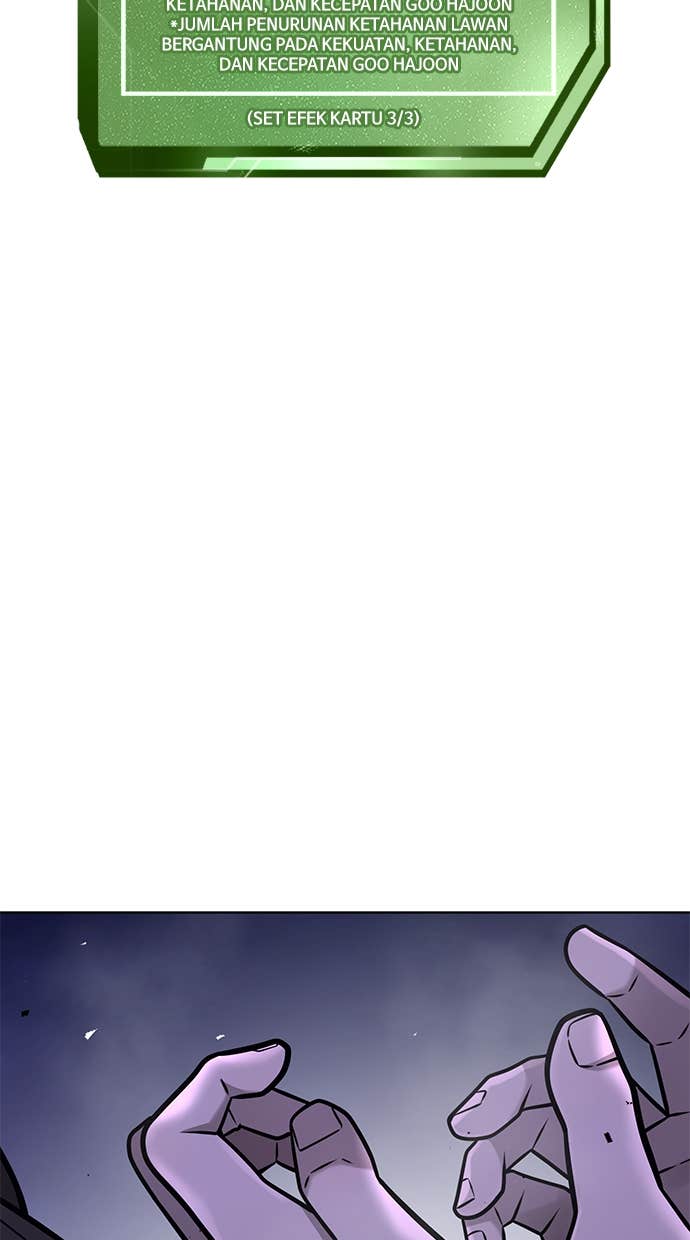 KETAHANAN, DAN KECEPATAN GOO HAJOON
*JUMLAH PENURUNAN KETAHANAN LAWAN
BERGANTUNG PADA KEKUATAN, KETAHANAN,
DAN KECEPATAN GOO HAJOON
(SET EFEK KARTU 3/3)